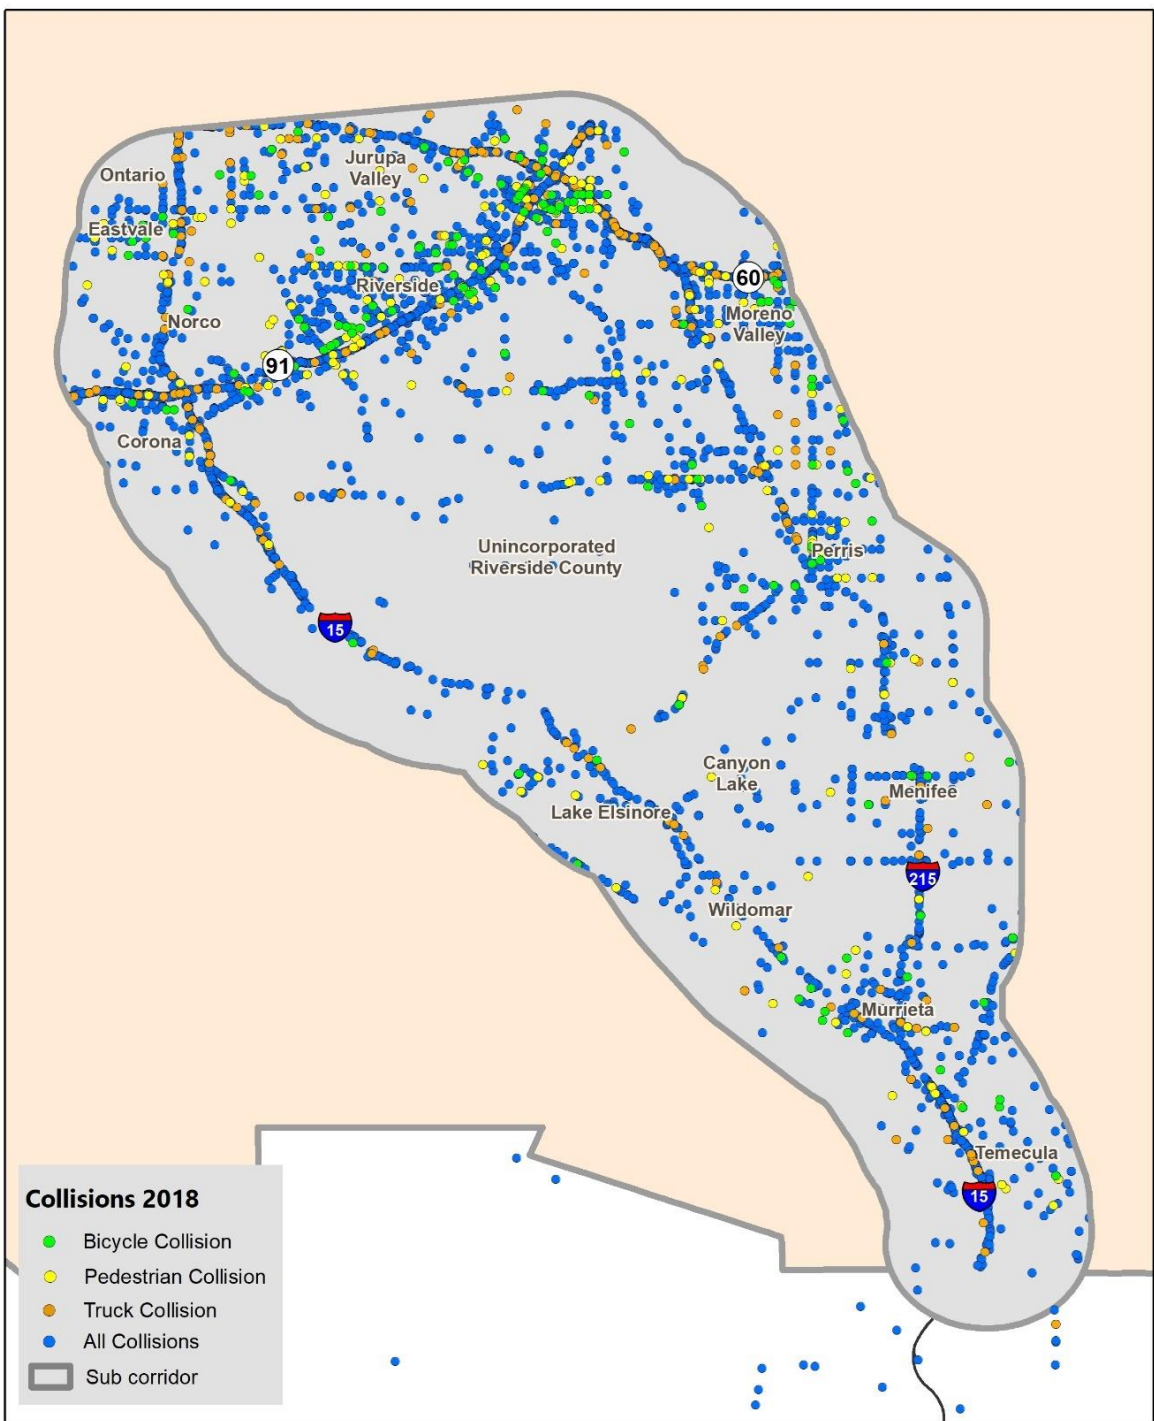 Ontario
Jurupa
Valley
Eastvale
Riverside
60
Norco
Moreno
Valley
91
Corona
Unincorporated
Riverside County
Perris
15
Canyon
Lake
Menifee
Lake Elsinore
215
Wildomar
Murrieta
Temecula
15
Collisions 2018
Bicycle Collision
Pedestrian Collision
Truck Collision
All Collisions
Sub corridor